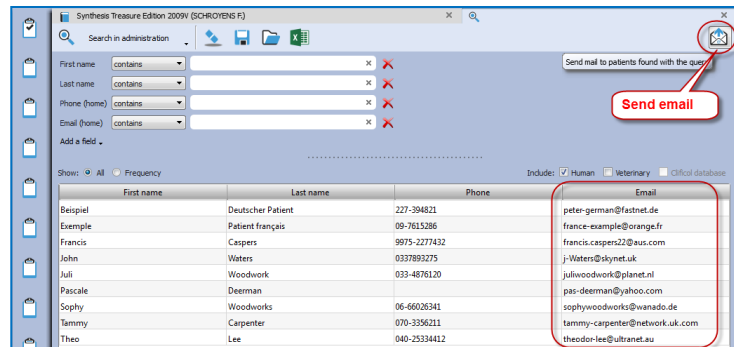 Synthesis Treasure Edition 2009V (SCHROYENS F.)
Search in administration
First name contains
Send mail to patients found with the query
Last name contains
Phone (home) contains
Send email
Email (home) contains
Add a field
Show: All Frequency Include: Human Veterinary Clificol database
First name Last name Phone Email
Beispiel Deutscher Patient 227-394821 peter-german@fastnet.de
Exemple Patient français 09-7615286 france-example@orange.fr
Francis Caspers 9975-2277432 francis.caspers22@aus.com
John Waters 0337893275 j-Waters@skynet.uk
Juli Woodwork 033-4876120 juliwoodwork@planet.nl
Pascale Deerman pas-deerman@yahoo.com
Sophy Woodworks 06-66026341 sophywoodworks@wanado.de
Tammy Carpenter 070-3356211 tammy-carpenter@network.uk.com
Theo Lee 040-25334412 theodor-lee@ultranet.au